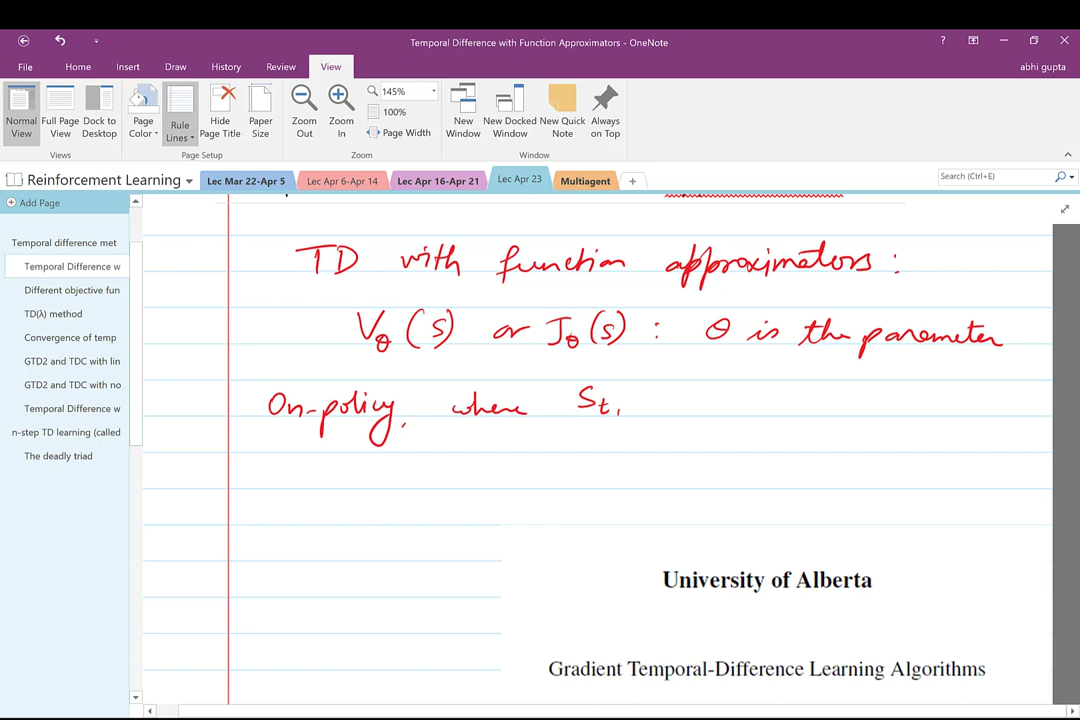 Temporal Difference with Function Approximators - OneNote
?
File Home Insert Draw History Review View abhi gupta
Normal View
Full Page View
Dock to Desktop
Page Color
Rule Lines
Hide Page Title
Paper Size
Zoom Out
Zoom In
145%
100%
Page Width
New Window
New Docked Window
New Quick Note
Always on Top
Views Page Setup Zoom Window
Reinforcement Learning Lec Mar 22-Apr 5 Lec Apr 6-Apr 14 Lec Apr 16-Apr 21 Lec Apr 23 Multiagent + Search (Ctrl+E)
Add Page
Temporal difference met
Temporal Difference w
Different objective fun
TD(λ) method
Convergence of temp
GTD2 and TDC with lin
GTD2 and TDC with no
Temporal Difference w
n-step TD learning (called
The deadly triad
TD with function approximators :
V_θ(s) or J_θ(s) : θ is the parameter
On-policy, where S_t,
University of Alberta
Gradient Temporal-Difference Learning Algorithms